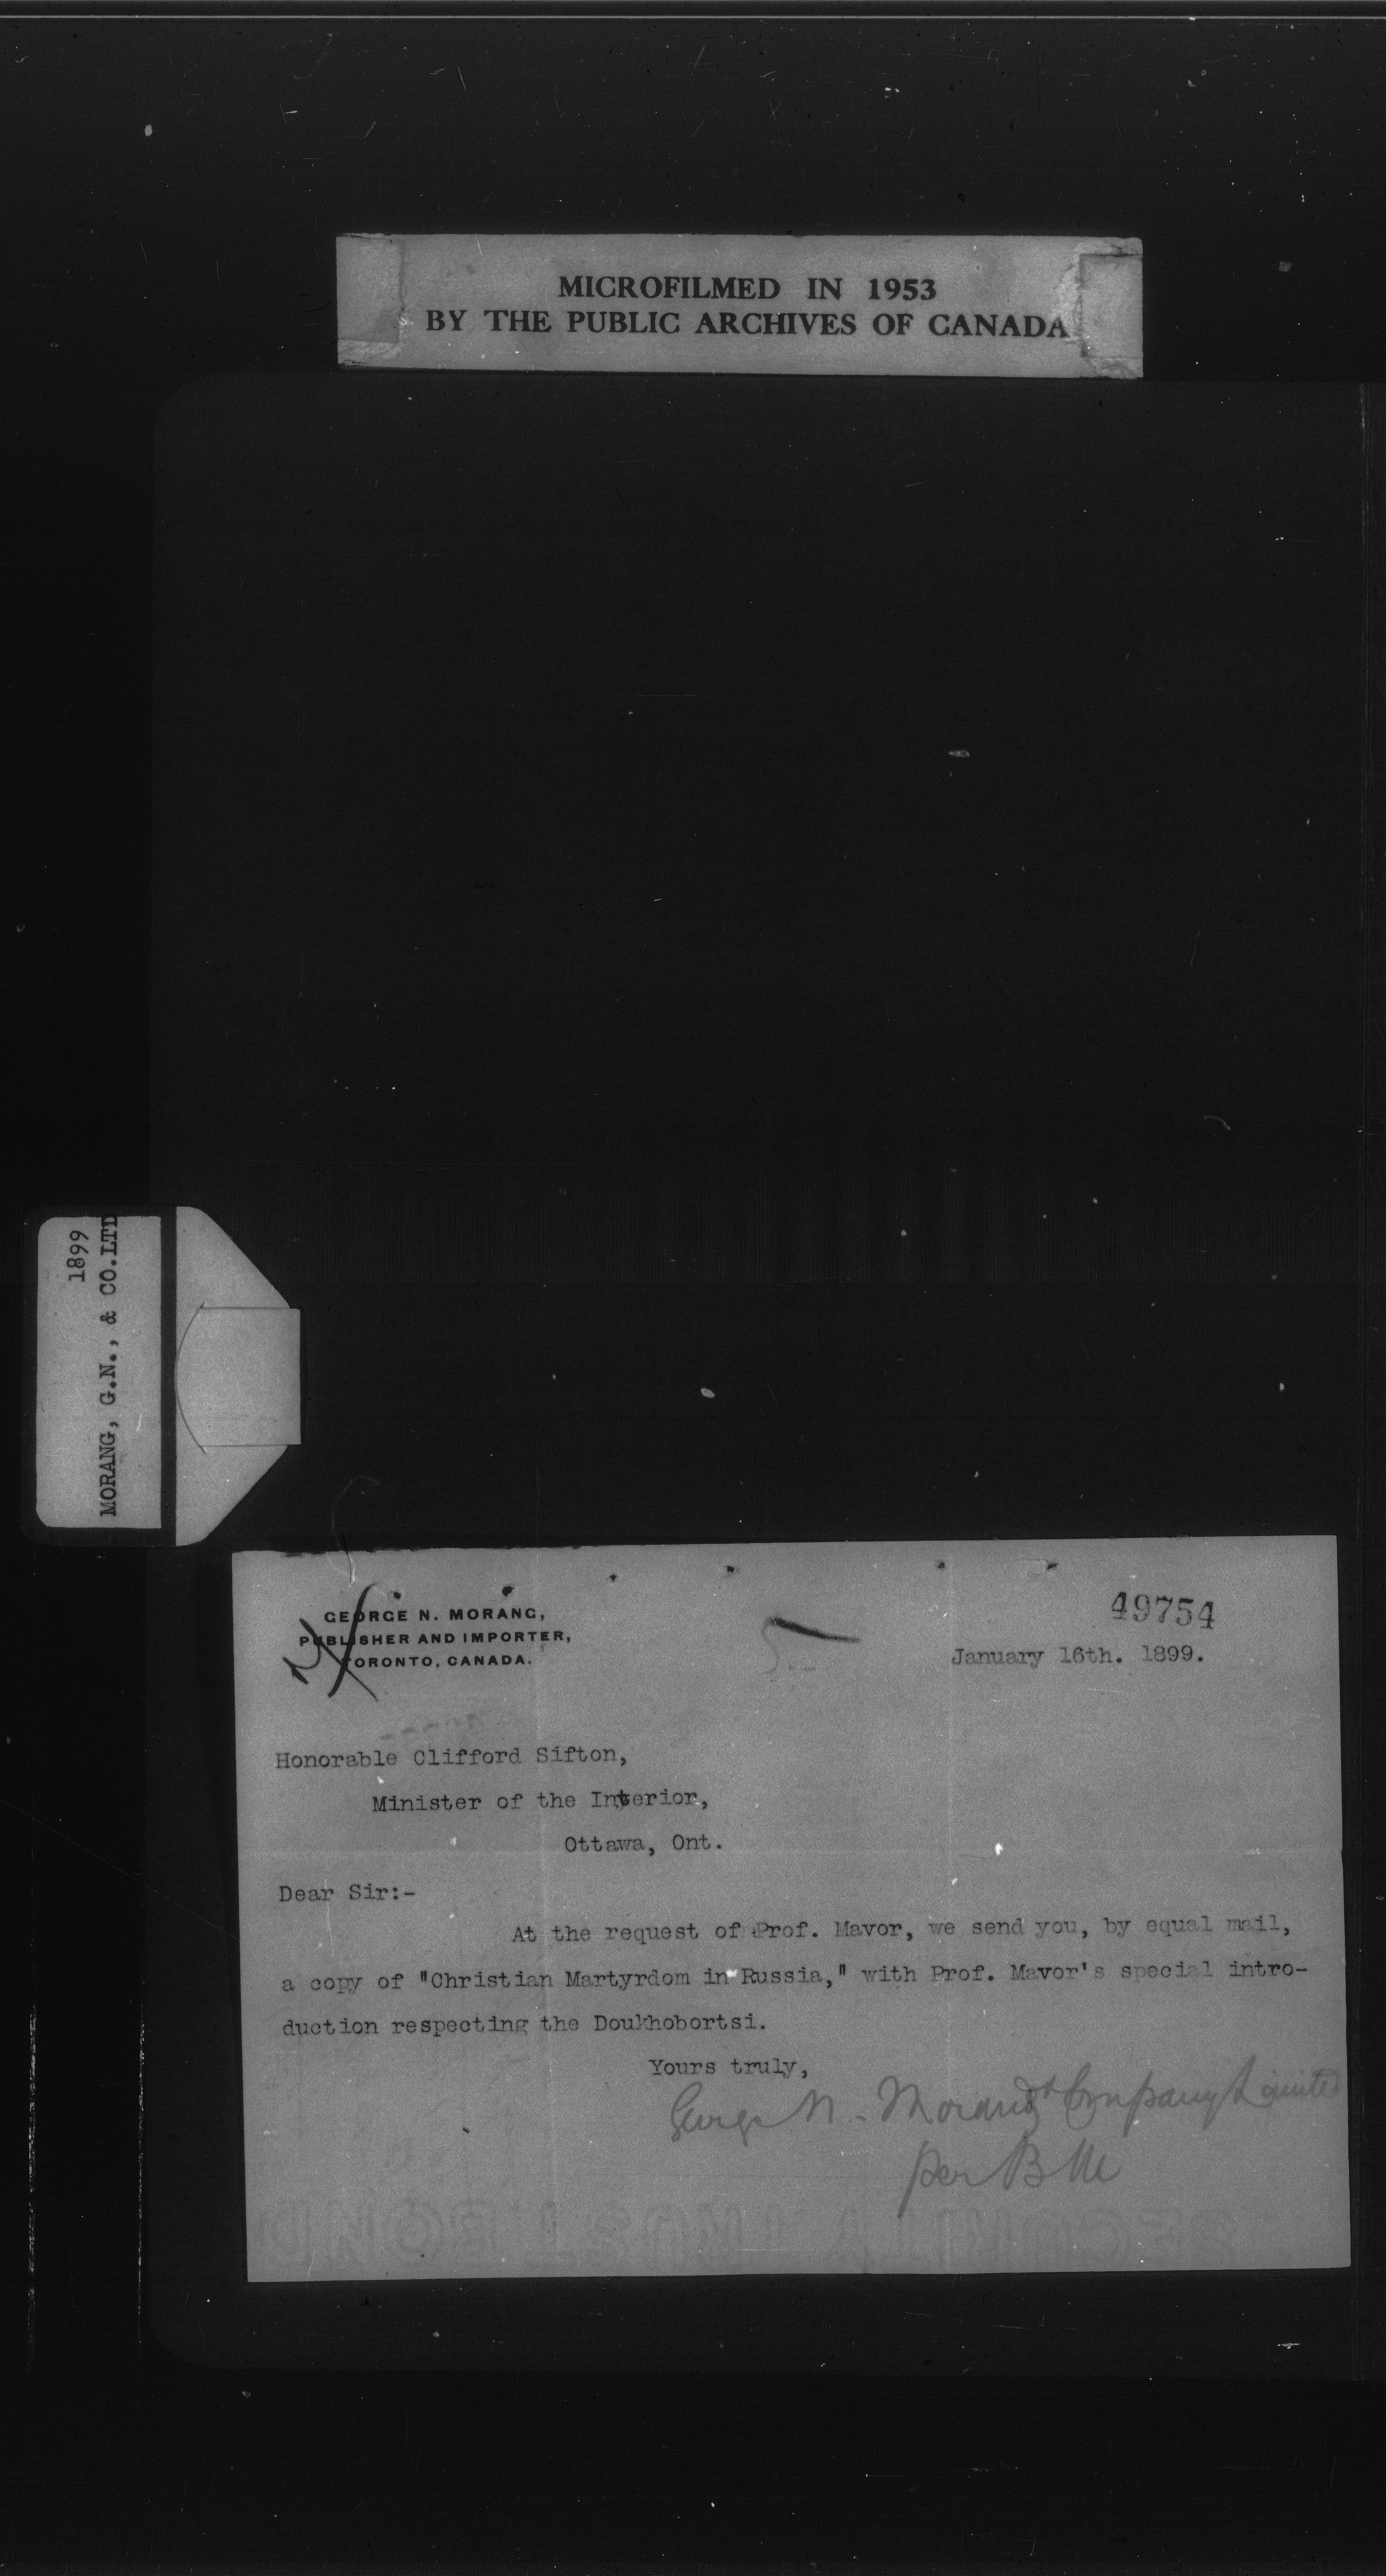 MICROFILMED IN 1953
BY THE PUBLIC ARCHIVES OF CANADA
1899
MORANG, G.N., & CO.LTD
GEORGE N. MORANG,
PUBLISHER AND IMPORTER,
TORONTO, CANADA.
49754
January 16th. 1899.
Honorable Clifford Sifton,
Minister of the Interior,
Ottawa, Ont.
Dear Sir:-
At the request of Prof. Mavor, we send you, by equal mail,
a copy of "Christian Martyrdom in Russia," with Prof. Mavor's special intro-
duction respecting the Doukhobortsi.
Yours truly,
George N. Morang & Company Limited
per B M